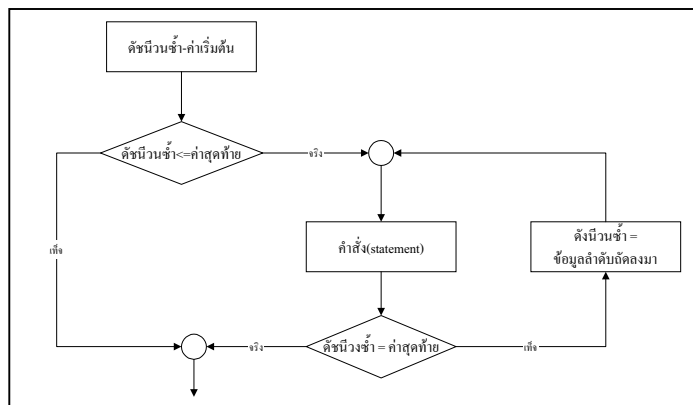 ดัชนีวนซ้ำ-ค่าเริ่มต้น
ดัชนีวนซ้ำ<=ค่าสุดท้าย
จริง
เท็จ
คำสั่ง(statement)
ดังนีวนซ้ำ =
ข้อมูลลำดับถัดลงมา
ดัชนีวงซ้ำ = ค่าสุดท้าย
จริง
เท็จ